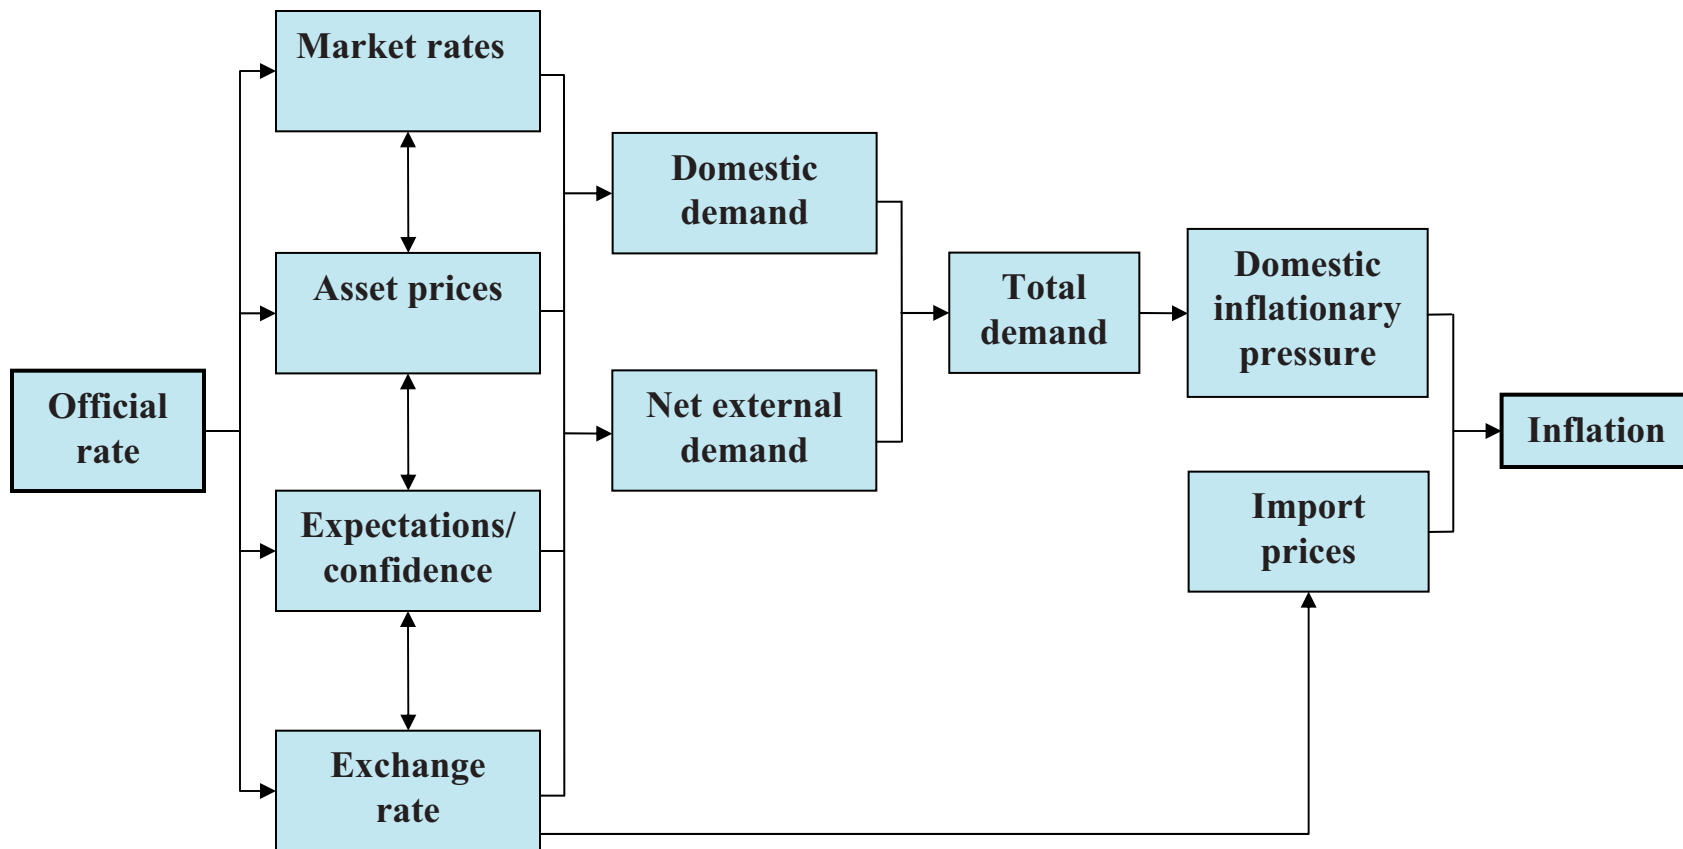 Market rates
Asset prices
Official
rate
Expectations/
confidence
Exchange
rate
Domestic
demand
Net external
demand
Total
demand
Domestic
inflationary
pressure
Import
prices
Inflation